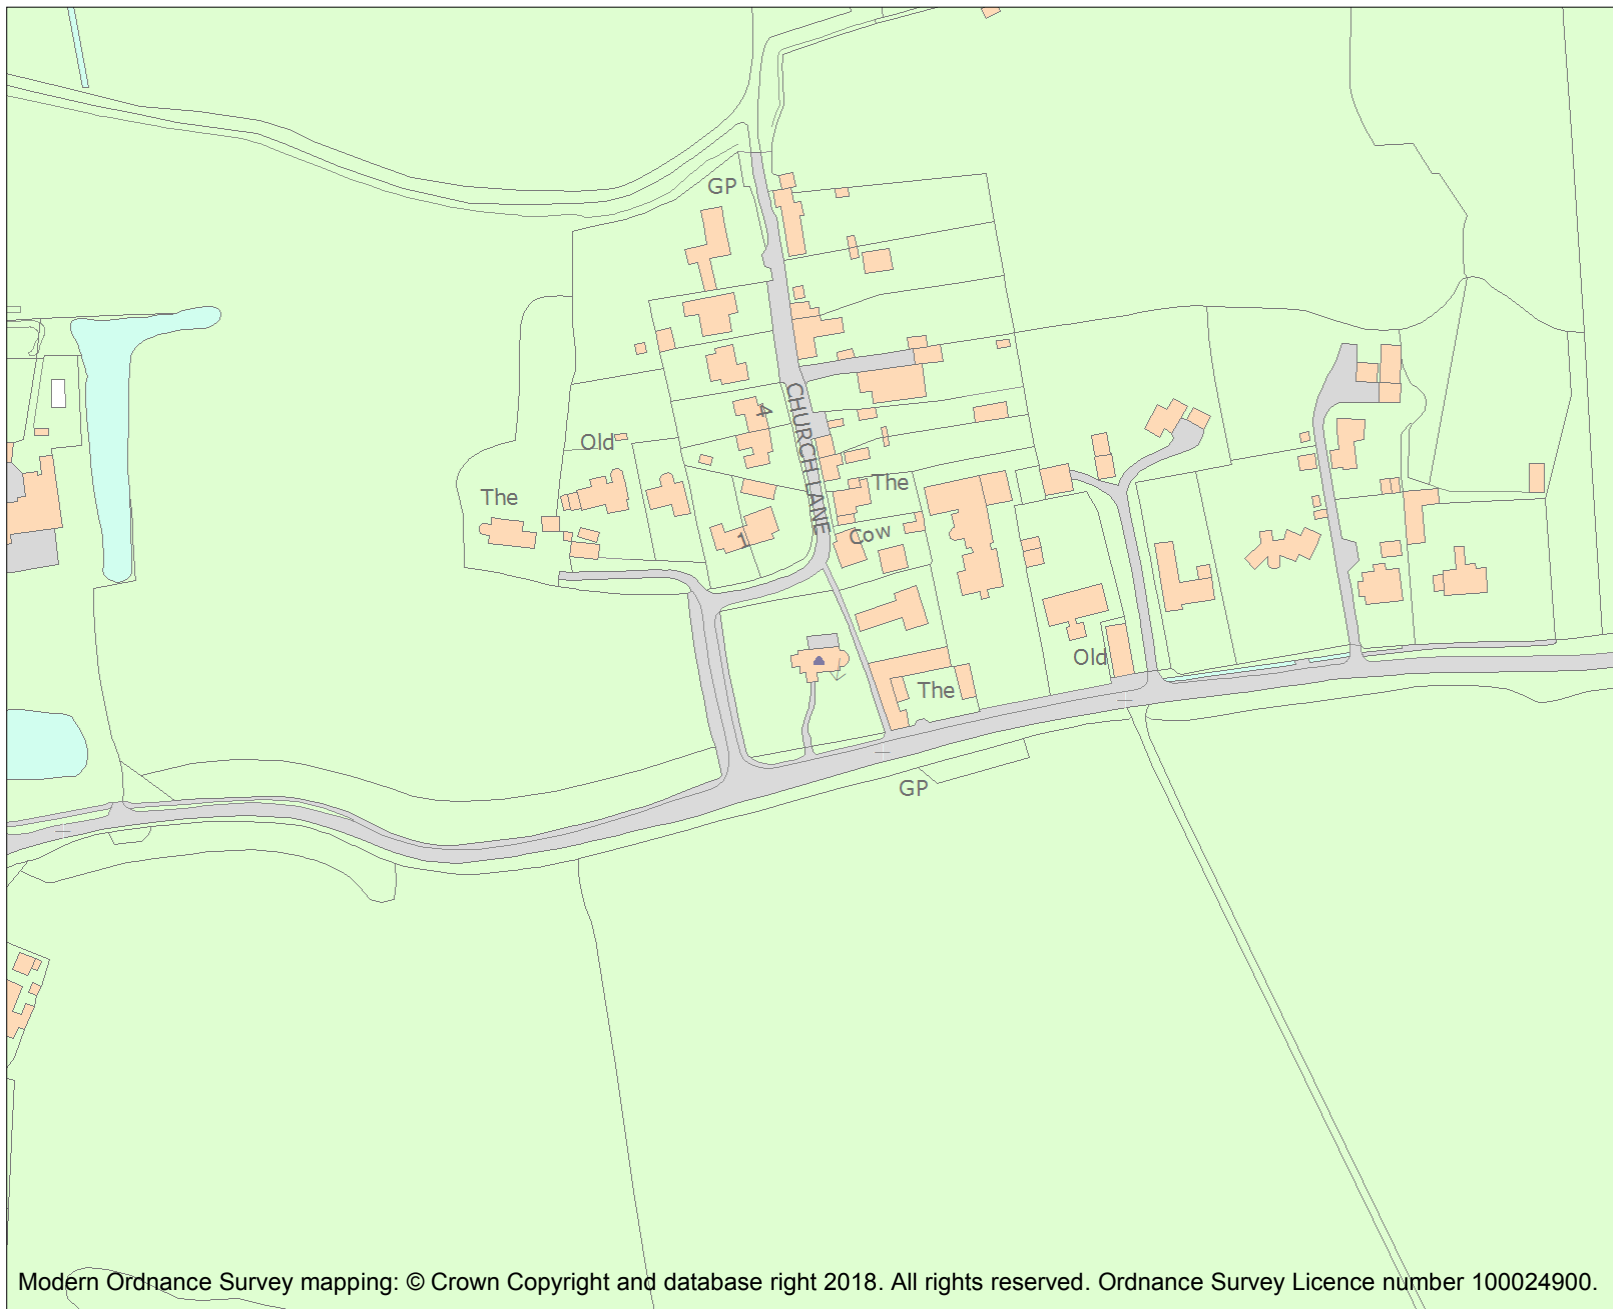 GP
4
CHURCH LANE
Old
The
The
Cow
1
Old
The
GP
Modern Ordnance Survey mapping: © Crown Copyright and database right 2018. All rights reserved. Ordnance Survey Licence number 100024900.